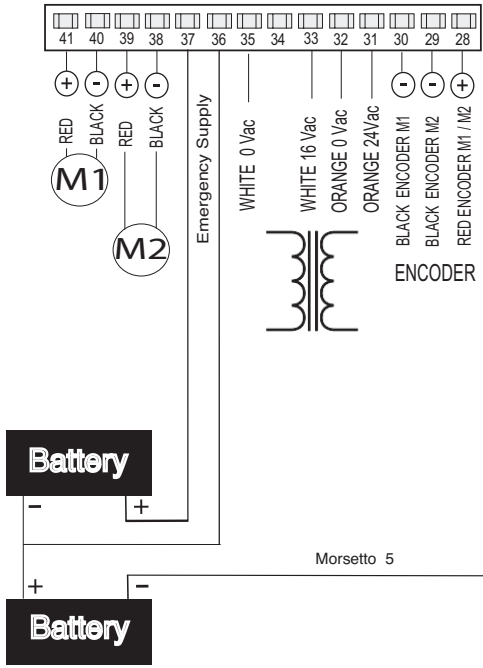 41 40 39 38 37 36 35 34 33 32 31 30 29 28
+ - + - - - +
RED
BLACK
RED
BLACK
Emergency Supply
WHITE 0 Vac
WHITE 16 Vac
ORANGE 0 Vac
ORANGE 24Vac
BLACK ENCODER M1
BLACK ENCODER M2
RED ENCODER M1 / M2
M1
M2
ENCODER
Battery
- +
Morsetto 5
+ -
Battery